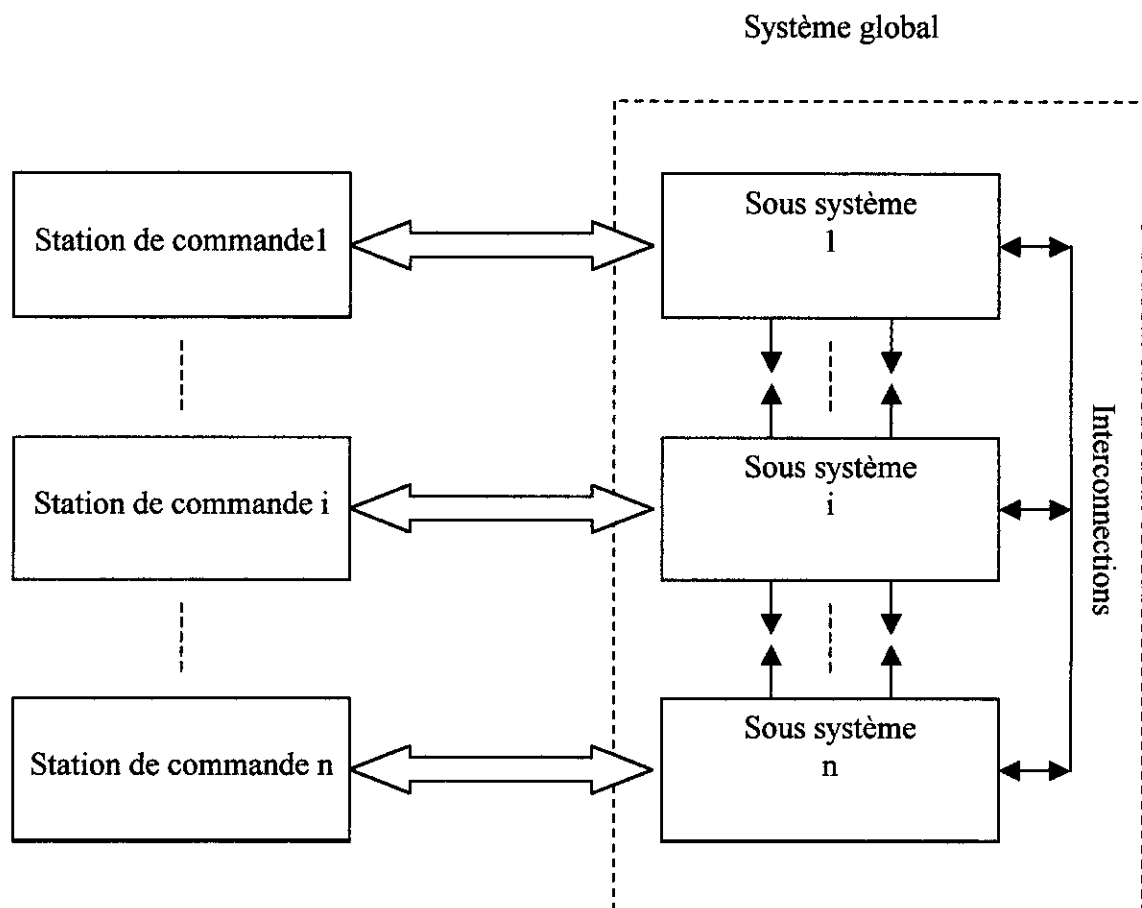 Système global
Station de commande1
Sous système
1
Station de commande i
Sous système
i
Interconnections
Station de commande n
Sous système
n